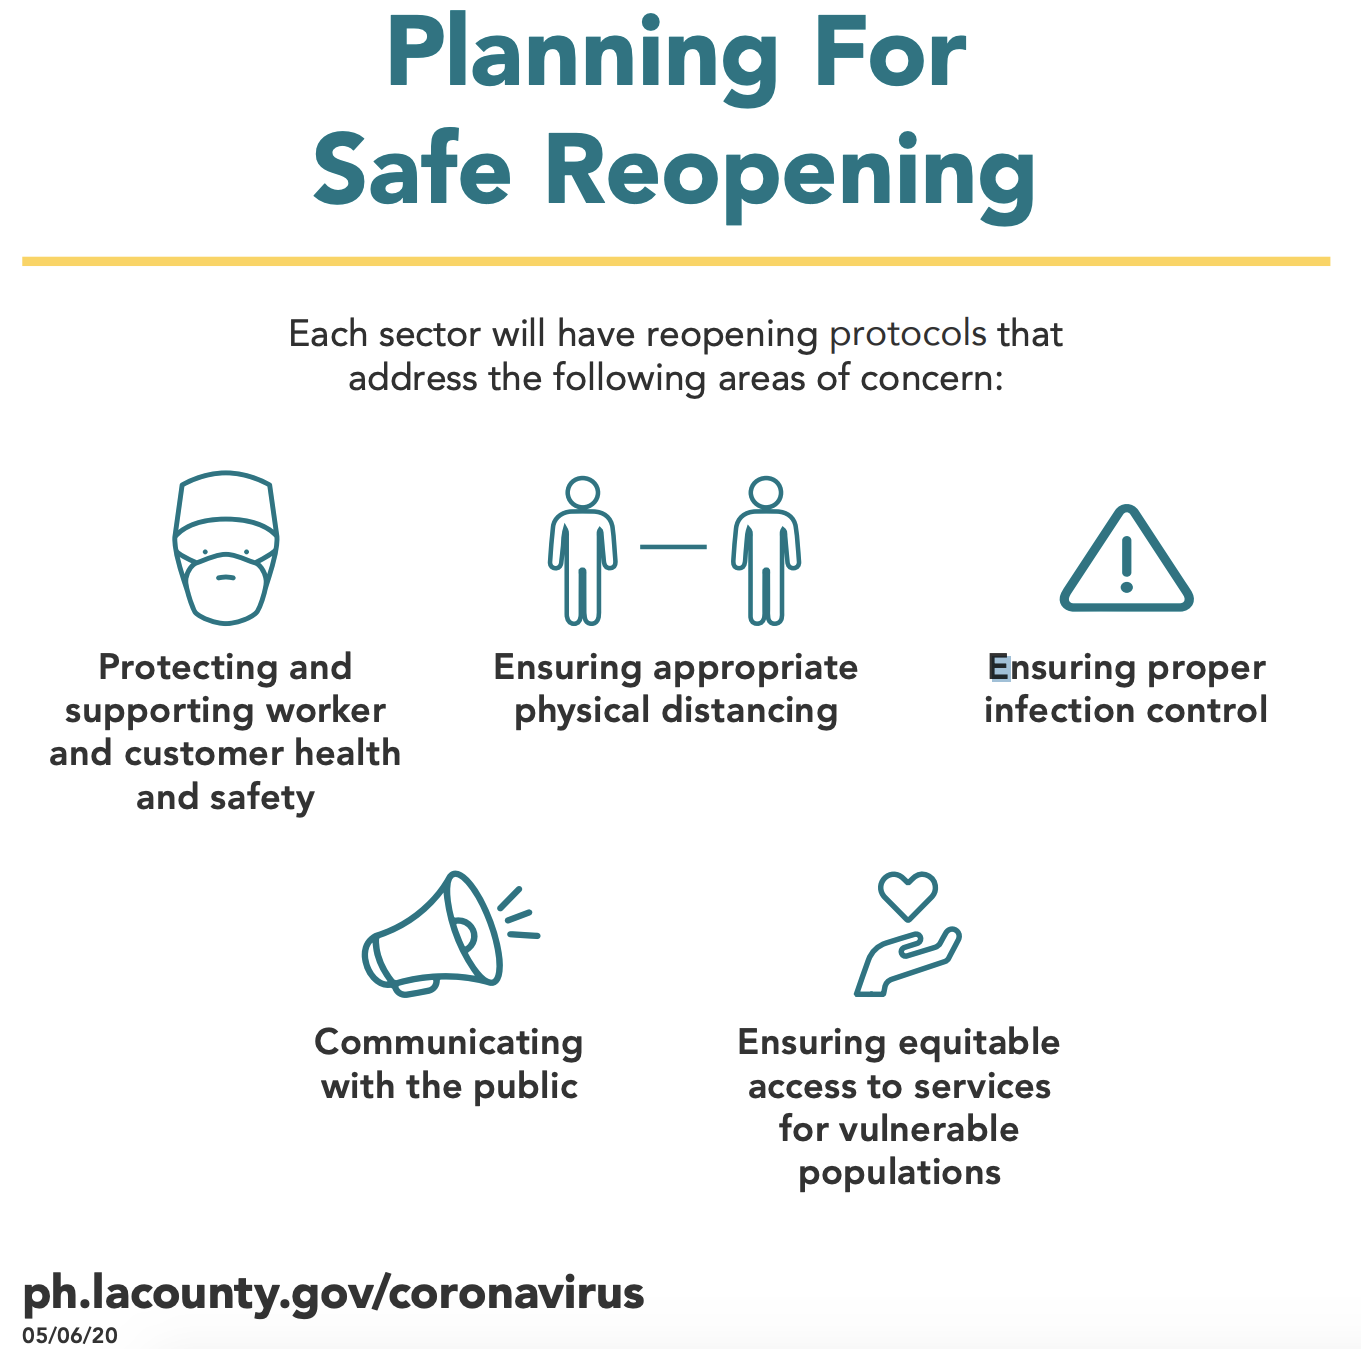 Planning For
Safe Reopening
Each sector will have reopening protocols that
address the following areas of concern:
Protecting and
supporting worker
and customer health
and safety
Ensuring appropriate
physical distancing
Ensuring proper
infection control
Communicating
with the public
Ensuring equitable
access to services
for vulnerable
populations
ph.lacounty.gov/coronavirus
05/06/20